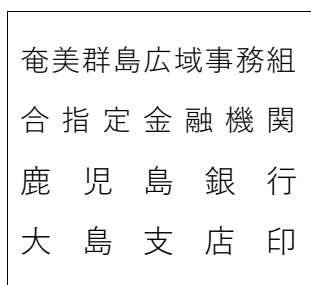 奄美群島広域事務組
合指定金融機関
鹿児島銀行
大島支店印